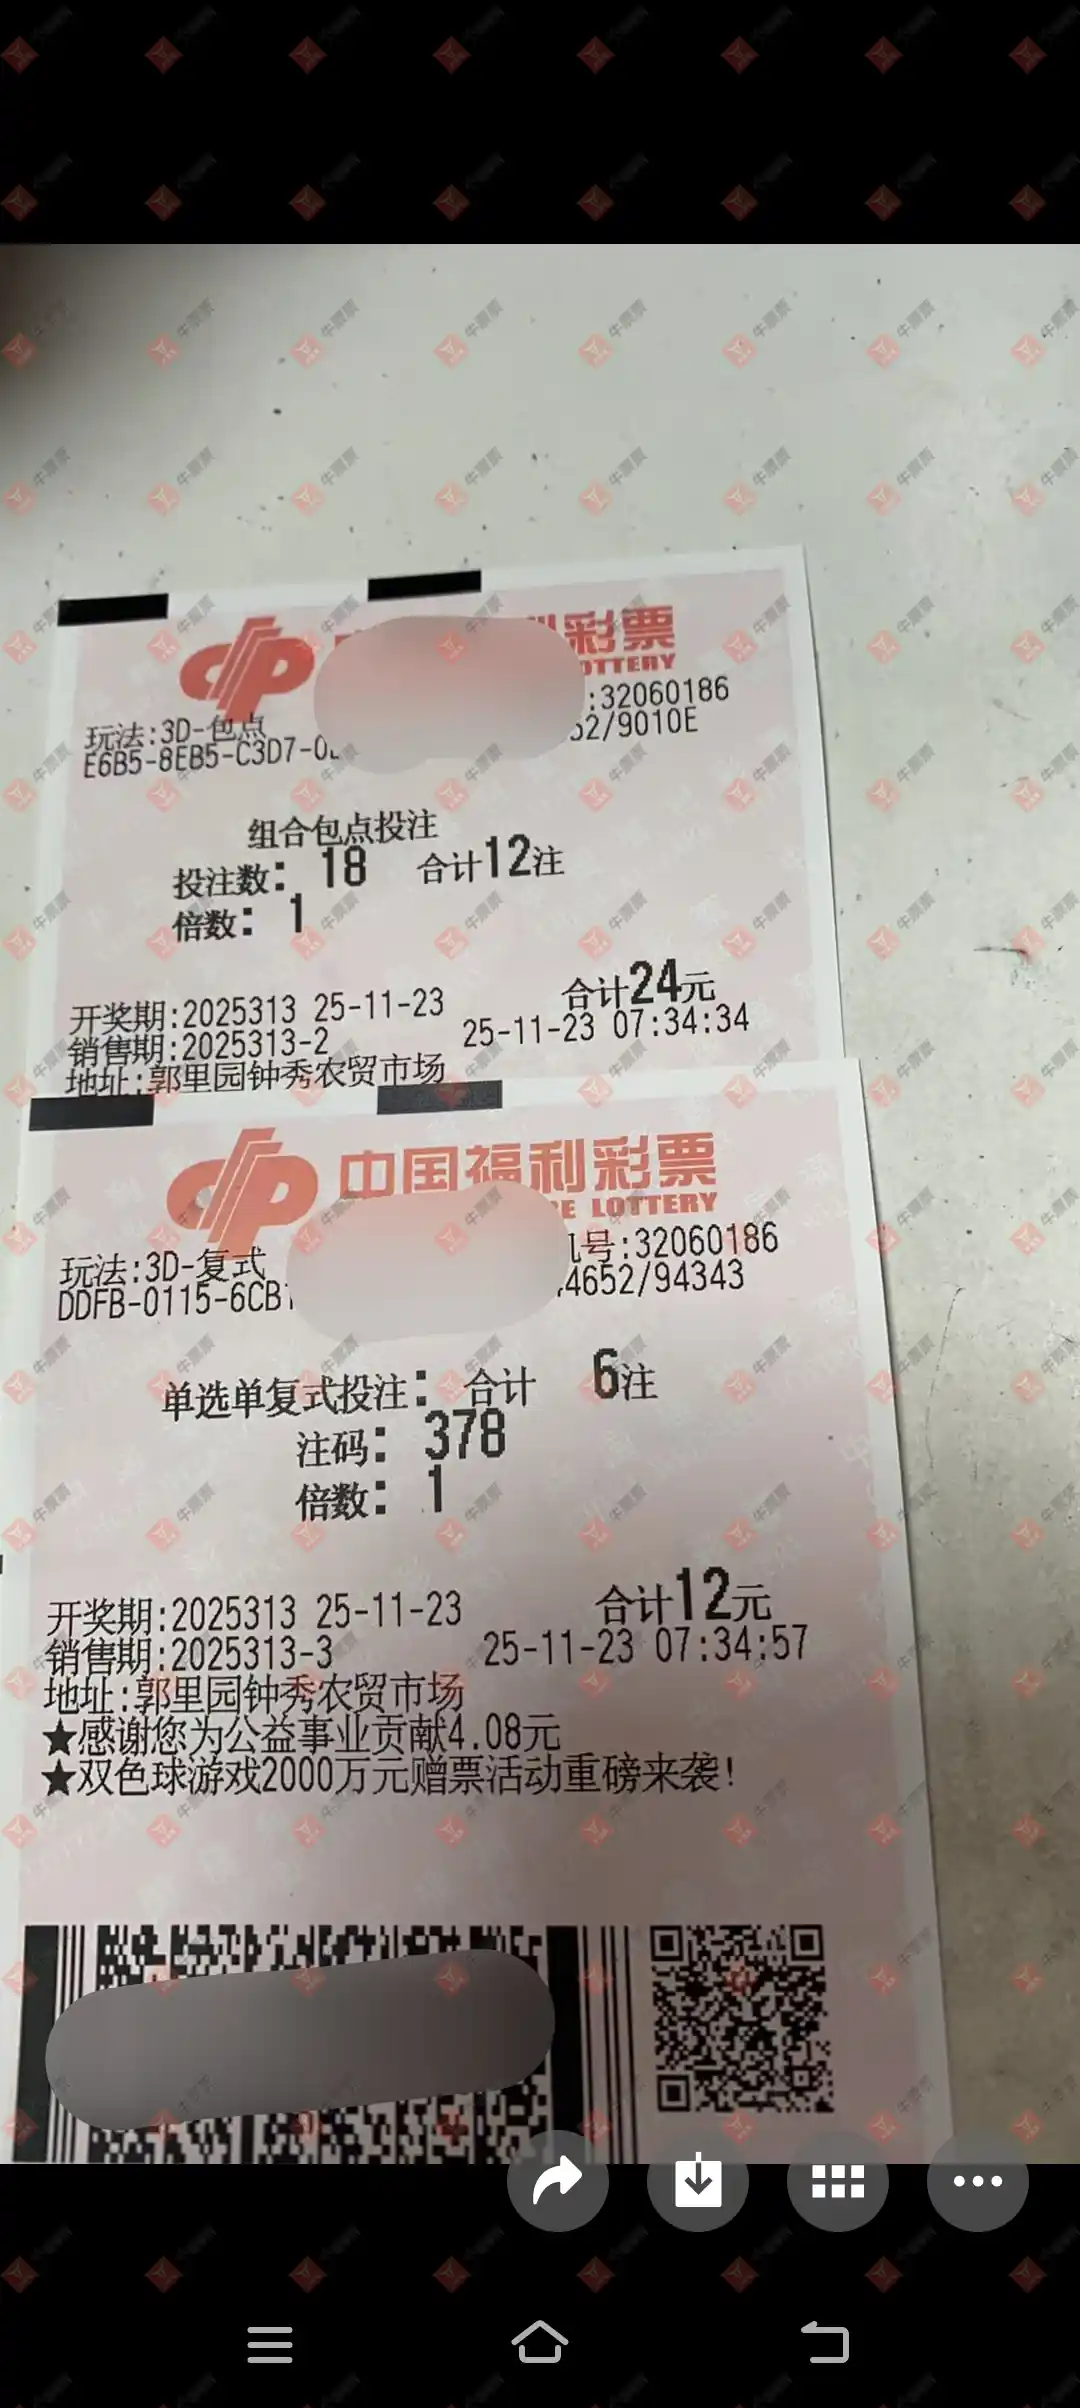 彩票
OTTERY
玩法:3D-包点
:32060186
E6B5-8EB5-C3D7-0
52/9010E
组合包点投注
投注数: 18 合计12注
倍数: 1
合计24元
开奖期:2025313 25-11-23
销售期:2025313-2 25-11-23 07:34:34
地址:郭里园钟秀农贸市场
中国福利彩票
E LOTTERY
玩法:3D-复式
机号:32060186
DDFB-0115-6CB
4652/94343
单选单复式投注: 合计 6注
注码: 378
倍数: 1
合计12元
开奖期:2025313 25-11-23
销售期:2025313-3 25-11-23 07:34:57
地址:郭里园钟秀农贸市场
★感谢您为公益事业贡献4.08元
★双色球游戏2000万元赠票活动重磅来袭!
牛票票